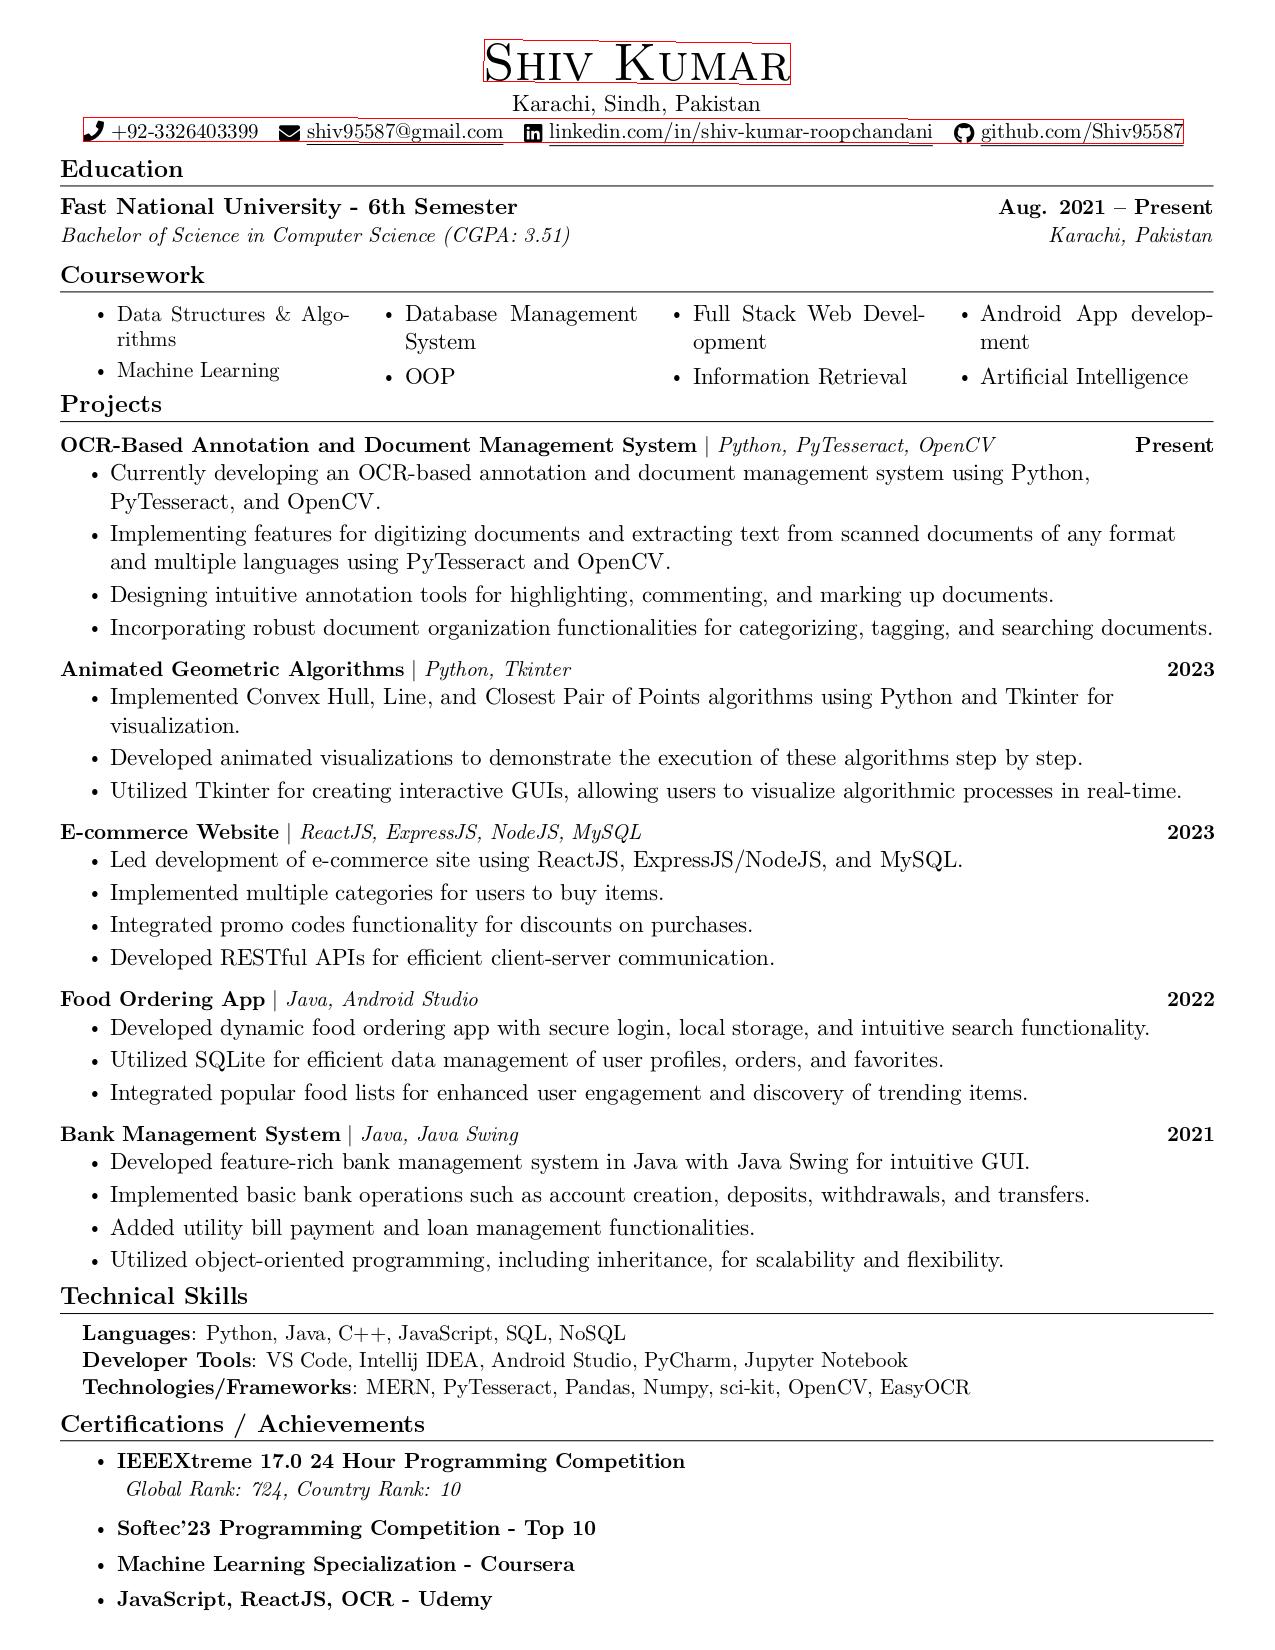 Shiv Kumar
Karachi, Sindh, Pakistan
+92-3326403399 shiv95587@gmail.com linkedin.com/in/shiv-kumar-roopchandani github.com/Shiv95587
Education
Fast National University - 6th Semester Aug. 2021 – Present
Bachelor of Science in Computer Science (CGPA: 3.51) Karachi, Pakistan
Coursework
• Data Structures & Algo-
rithms
• Machine Learning
• Database Management
System
• OOP
• Full Stack Web Devel-
opment
• Information Retrieval
• Android App develop-
ment
• Artificial Intelligence
Projects
OCR-Based Annotation and Document Management System | Python, PyTesseract, OpenCV Present
• Currently developing an OCR-based annotation and document management system using Python,
PyTesseract, and OpenCV.
• Implementing features for digitizing documents and extracting text from scanned documents of any format
and multiple languages using PyTesseract and OpenCV.
• Designing intuitive annotation tools for highlighting, commenting, and marking up documents.
• Incorporating robust document organization functionalities for categorizing, tagging, and searching documents.
Animated Geometric Algorithms | Python, Tkinter 2023
• Implemented Convex Hull, Line, and Closest Pair of Points algorithms using Python and Tkinter for
visualization.
• Developed animated visualizations to demonstrate the execution of these algorithms step by step.
• Utilized Tkinter for creating interactive GUIs, allowing users to visualize algorithmic processes in real-time.
E-commerce Website | ReactJS, ExpressJS, NodeJS, MySQL 2023
• Led development of e-commerce site using ReactJS, ExpressJS/NodeJS, and MySQL.
• Implemented multiple categories for users to buy items.
• Integrated promo codes functionality for discounts on purchases.
• Developed RESTful APIs for efficient client-server communication.
Food Ordering App | Java, Android Studio 2022
• Developed dynamic food ordering app with secure login, local storage, and intuitive search functionality.
• Utilized SQLite for efficient data management of user profiles, orders, and favorites.
• Integrated popular food lists for enhanced user engagement and discovery of trending items.
Bank Management System | Java, Java Swing 2021
• Developed feature-rich bank management system in Java with Java Swing for intuitive GUI.
• Implemented basic bank operations such as account creation, deposits, withdrawals, and transfers.
• Added utility bill payment and loan management functionalities.
• Utilized object-oriented programming, including inheritance, for scalability and flexibility.
Technical Skills
Languages: Python, Java, C++, JavaScript, SQL, NoSQL
Developer Tools: VS Code, Intellij IDEA, Android Studio, PyCharm, Jupyter Notebook
Technologies/Frameworks: MERN, PyTesseract, Pandas, Numpy, sci-kit, OpenCV, EasyOCR
Certifications / Achievements
• IEEEXtreme 17.0 24 Hour Programming Competition
Global Rank: 724, Country Rank: 10
• Softec'23 Programming Competition - Top 10
• Machine Learning Specialization - Coursera
• JavaScript, ReactJS, OCR - Udemy